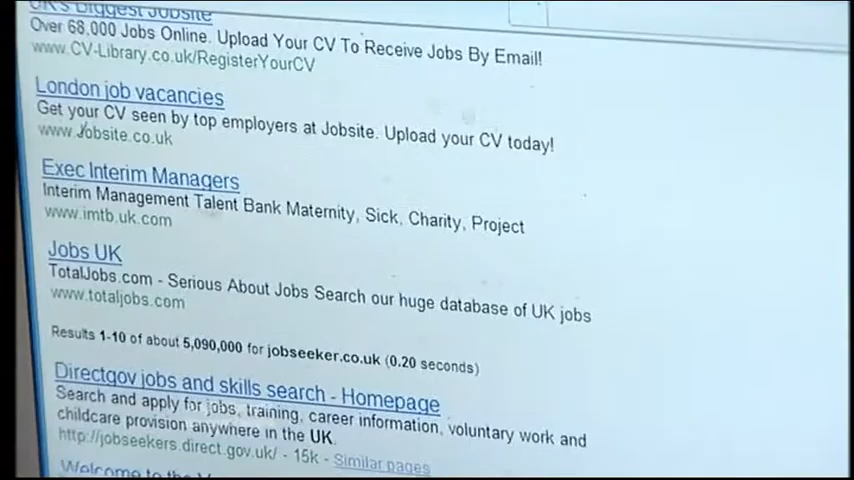 UK's Biggest Jobsite
Over 68,000 Jobs Online. Upload Your CV To Receive Jobs By Email!
www.CV-Library.co.uk/RegisterYourCV
London job vacancies
Get your CV seen by top employers at Jobsite. Upload your CV today!
www.Jobsite.co.uk
Exec Interim Managers
Interim Management Talent Bank Maternity, Sick, Charity, Project
www.imtb.uk.com
Jobs UK
TotalJobs.com - Serious About Jobs Search our huge database of UK jobs
www.totaljobs.com
Results 1-10 of about 5,090,000 for jobseeker.co.uk (0.20 seconds)
Directgov jobs and skills search - Homepage
Search and apply for jobs, training, career information, voluntary work and
childcare provision anywhere in the UK.
http://jobseekers.direct.gov.uk/ - 15k - Similar pages
Welcome to the